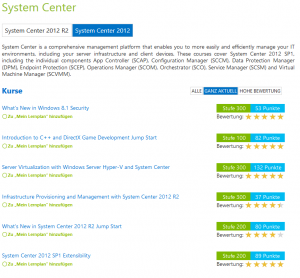 System Center
System Center 2012 R2 System Center 2012
System Center is a comprehensive management platform that enables you to more easily and efficiently manage your IT
environments, including your server infrastructure and client devices. These courses cover System Center 2012 SP1,
including the individual components App Controller (SCAP), Configuration Manager (SCCM), Data Protection Manager
(DPM), Endpoint Protection (SCEP), Operations Manager (SCOM), Orchestrator (SCO), Service Manager (SCSM) and Virtual
Machine Manager (SCVMM).
Kurse
ALLE GANZ AKTUELL HOHE BEWERTUNG
What's New in Windows 8.1 Security
Stufe 200 53 Punkte
Zu „Mein Lernplan“ hinzufügen
Bewertung:
Introduction to C++ and DirectX Game Development Jump Start
Stufe 100 82 Punkte
Zu „Mein Lernplan“ hinzufügen
Bewertung:
Server Virtualization with Windows Server Hyper-V and System Center
Stufe 200 132 Punkte
Zu „Mein Lernplan“ hinzufügen
Bewertung:
Infrastructure Provisioning and Management with System Center 2012 R2
Stufe 300 37 Punkte
Zu „Mein Lernplan“ hinzufügen
Bewertung:
What's New in System Center 2012 R2 Jump Start
Stufe 200 80 Punkte
Zu „Mein Lernplan“ hinzufügen
Bewertung:
System Center 2012 SP1 Extensibility
Stufe 200 89 Punkte
Zu „Mein Lernplan“ hinzufügen
Bewertung: